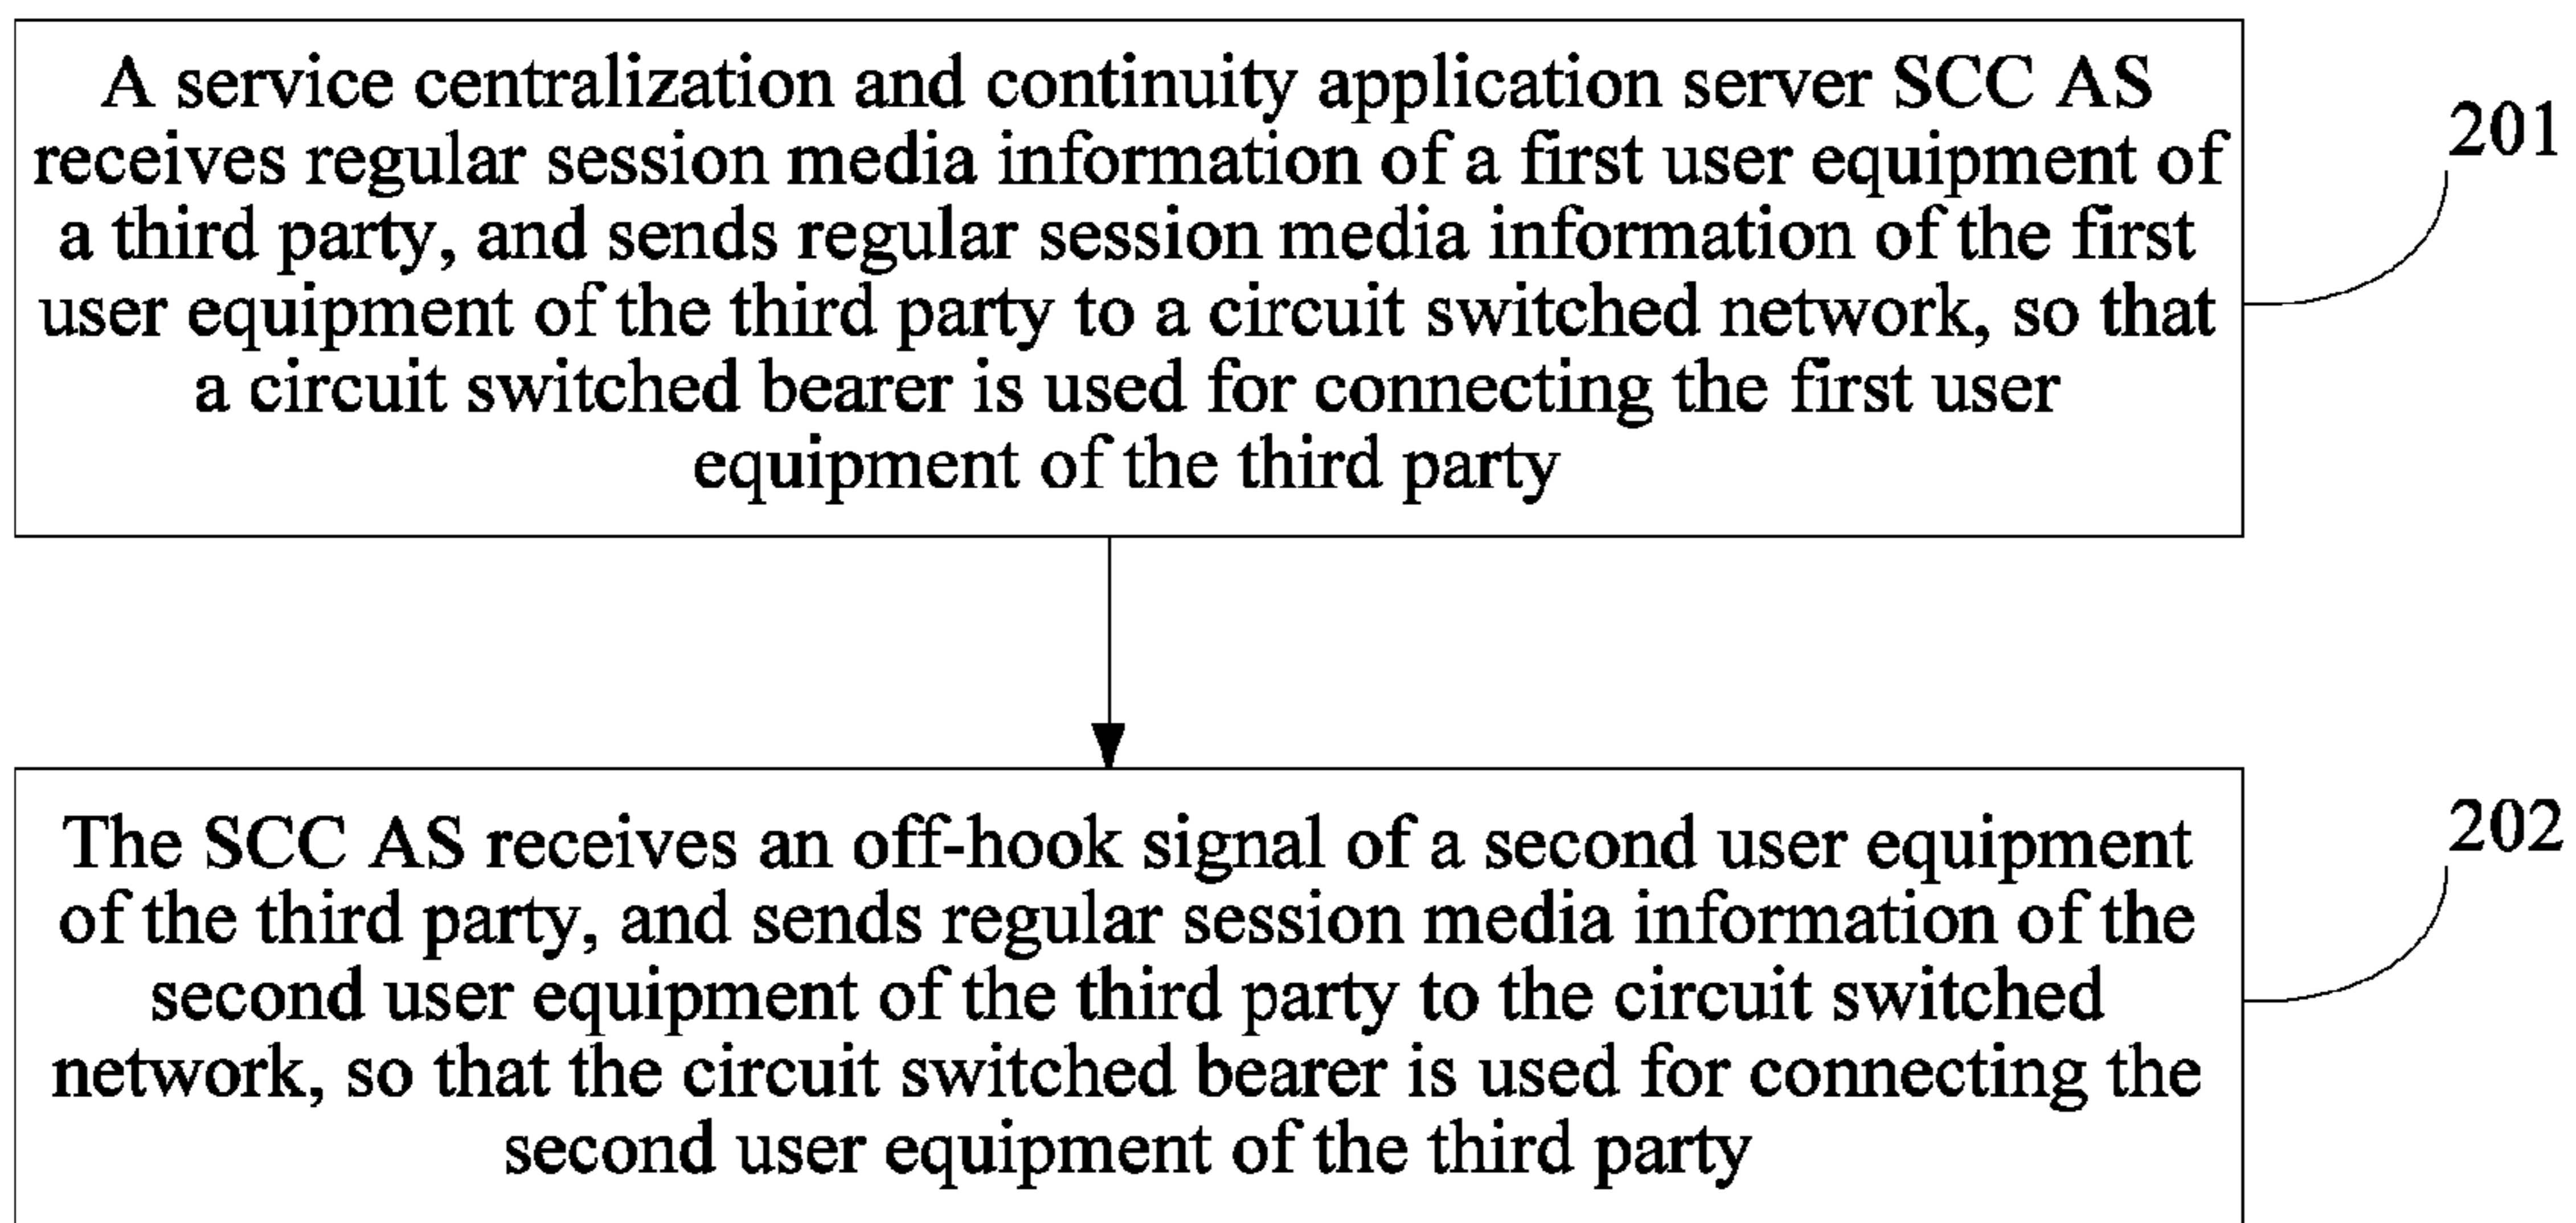 A service centralization and continuity application server SCC AS
receives regular session media information of a first user equipment of
a third party, and sends regular session media information of the first
user equipment of the third party to a circuit switched network, so that
a circuit switched bearer is used for connecting the first user
equipment of the third party
201
The SCC AS receives an off-hook signal of a second user equipment
of the third party, and sends regular session media information of the
second user equipment of the third party to the circuit switched
network, so that the circuit switched bearer is used for connecting the
second user equipment of the third party
202